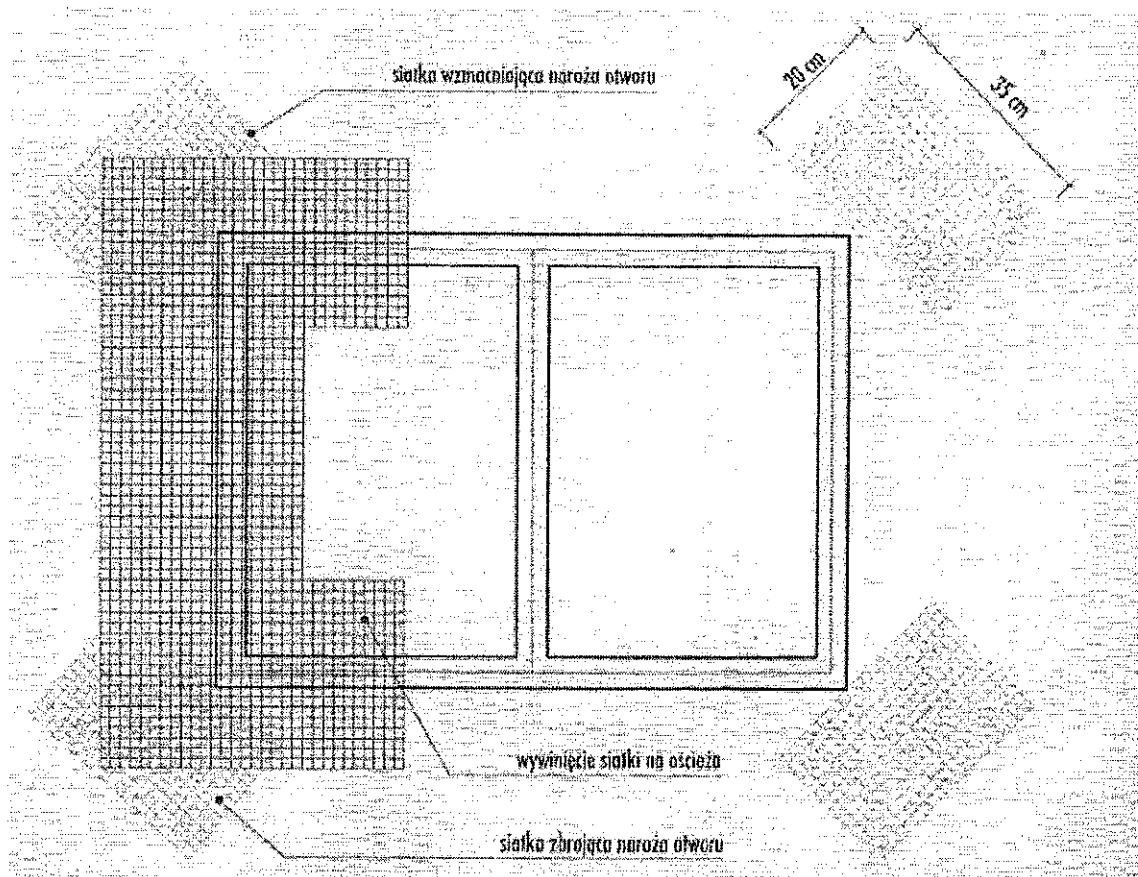 siatka wzmacniająca naroża otworu
20 cm
35 cm
wywinięcie siatki na ościeża
siatka zbrojąca naroża otworu